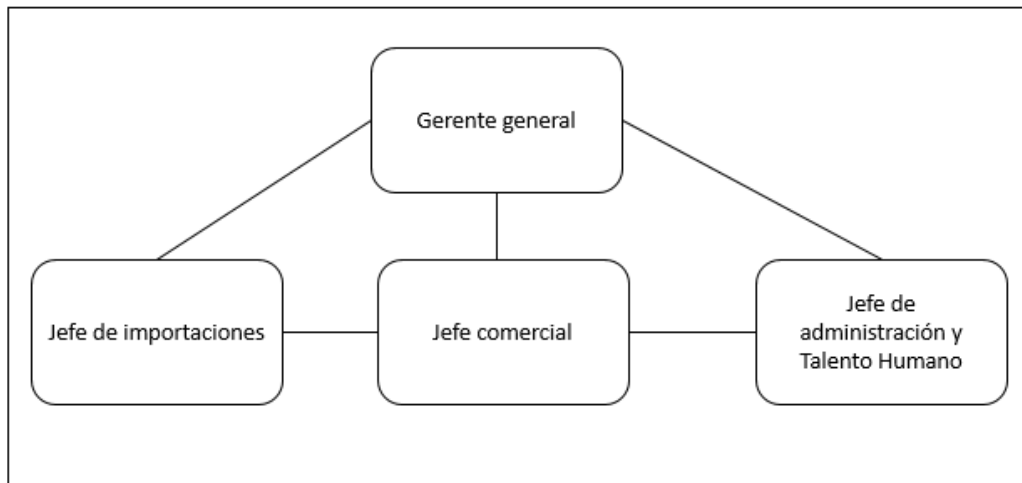 Gerente general
Jefe de importaciones
Jefe comercial
Jefe de
administración y
Talento Humano